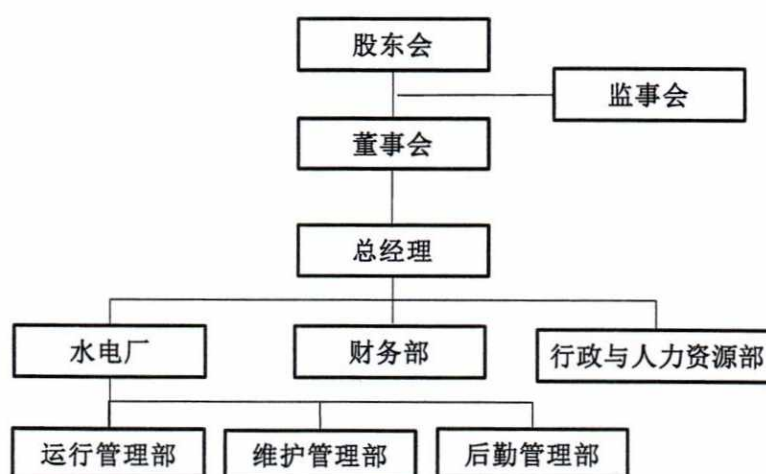 股东会
监事会
董事会
总经理
水电厂
财务部
行政与人力资源部
运行管理部
维护管理部
后勤管理部